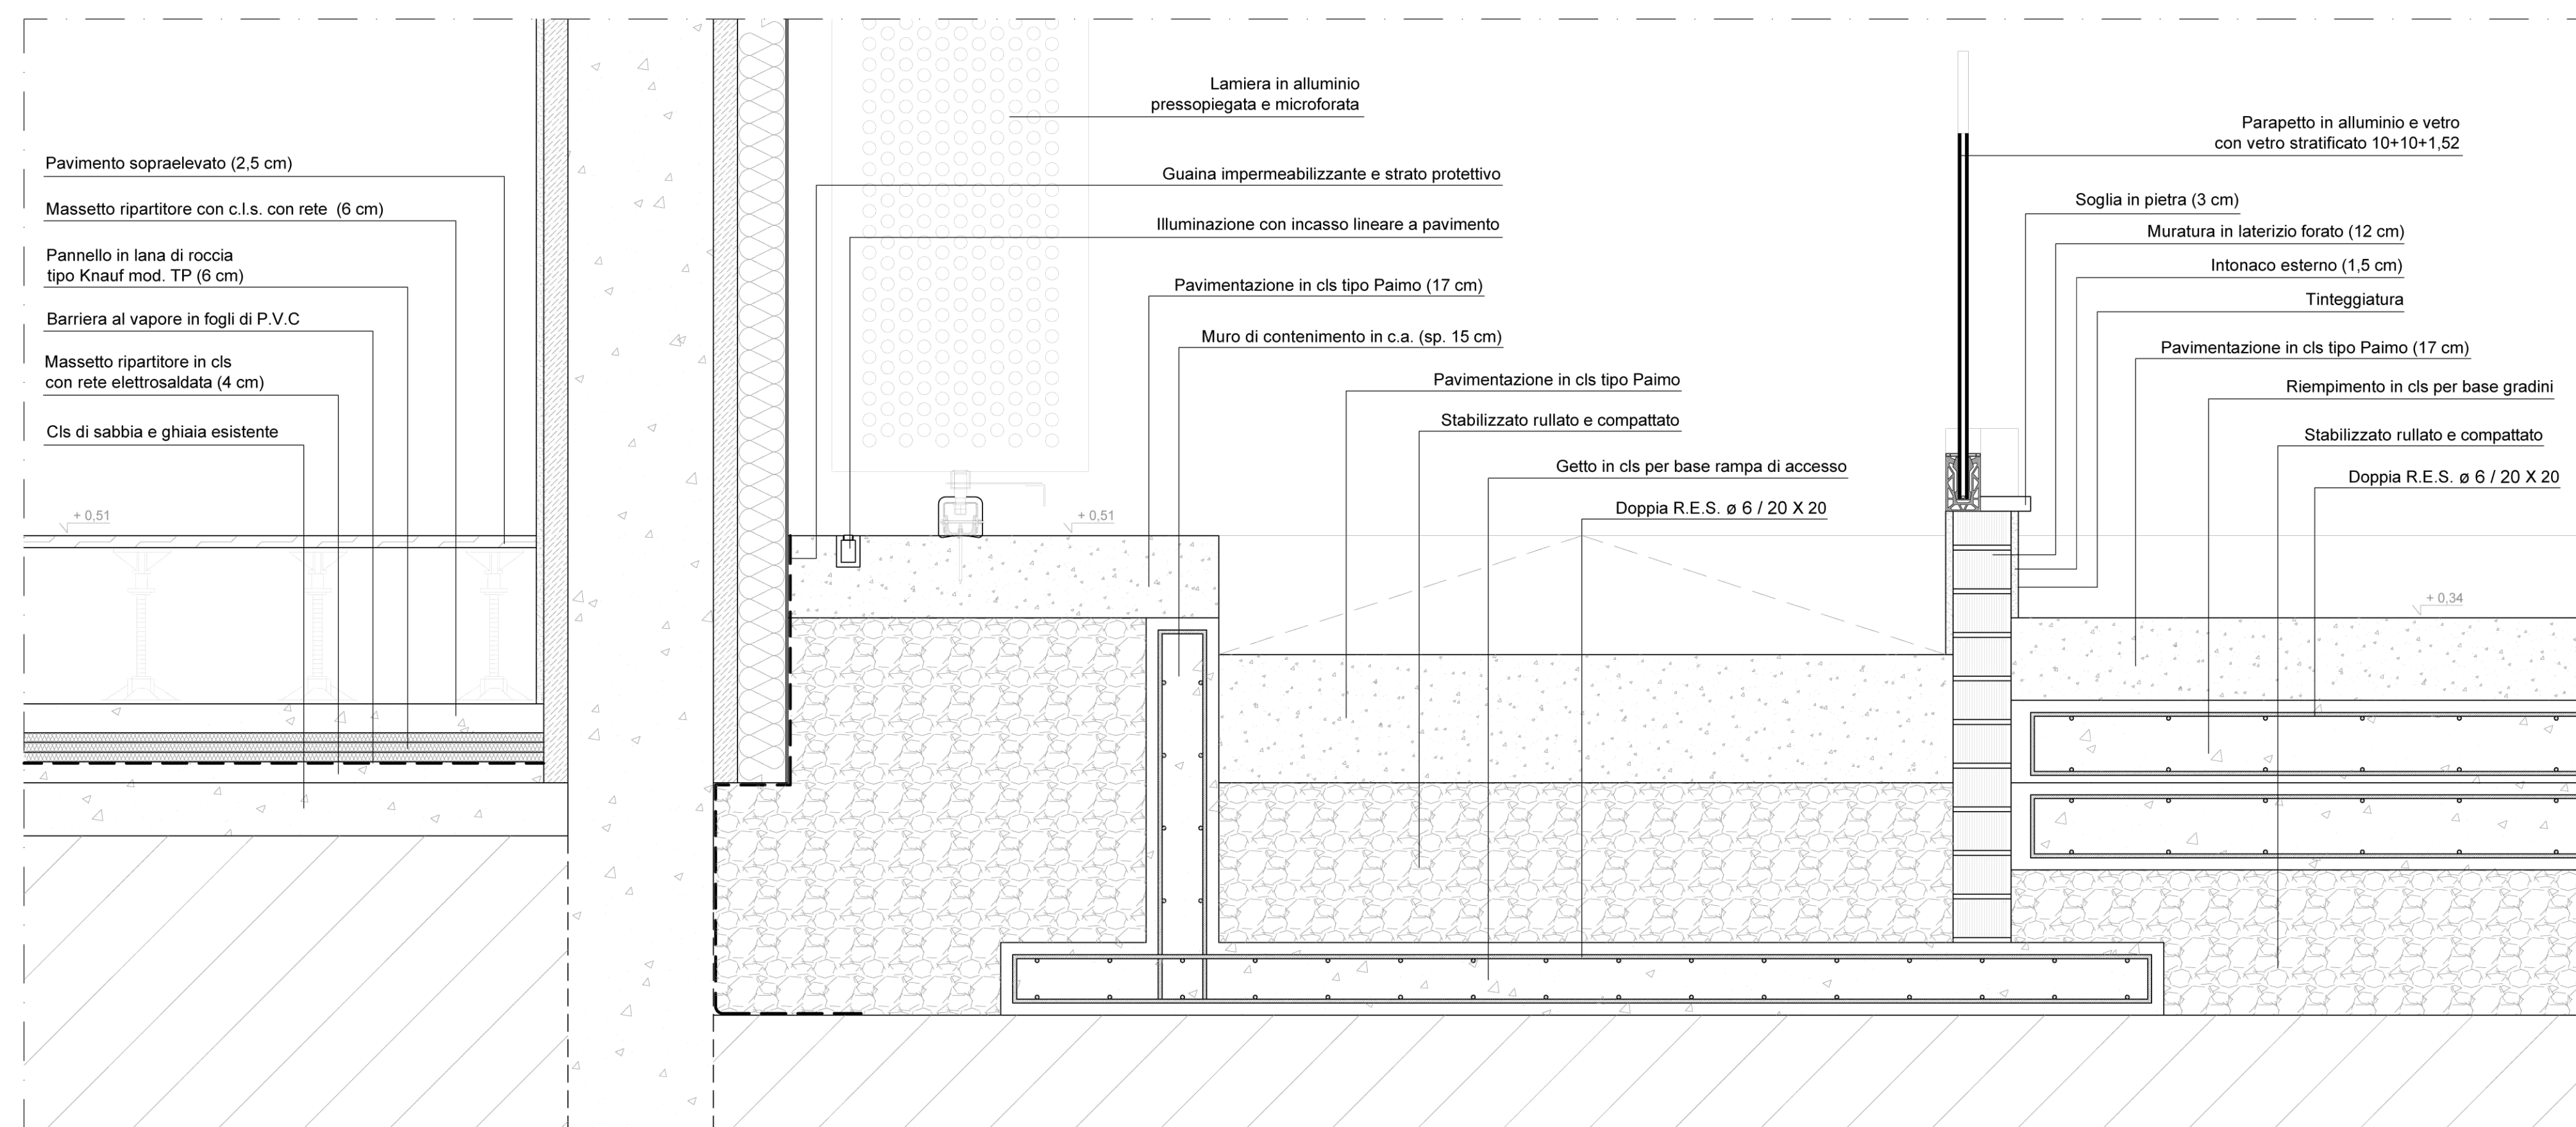 Pavimento sopraelevato (2,5 cm)
Massetto ripartitore con c.l.s. con rete  (6 cm)
Pannello in lana di roccia
tipo Knauf mod. TP (6 cm)
Barriera al vapore in fogli di P.V.C
Massetto ripartitore in cls
con rete elettrosaldata (4 cm)
Cls di sabbia e ghiaia esistente
+ 0,51
Lamiera in alluminio
pressopiegata e microforata
Guaina impermeabilizzante e strato protettivo
Illuminazione con incasso lineare a pavimento
Pavimentazione in cls tipo Paimo (17 cm)
Muro di contenimento in c.a. (sp. 15 cm)
Pavimentazione in cls tipo Paimo
Stabilizzato rullato e compattato
Getto in cls per base rampa di accesso
Doppia R.E.S. ø 6 / 20 X 20
+ 0,51
Parapetto in alluminio e vetro
con vetro stratificato 10+10+1,52
Soglia in pietra (3 cm)
Muratura in laterizio forato (12 cm)
Intonaco esterno (1,5 cm)
Tinteggiatura
Pavimentazione in cls tipo Paimo (17 cm)
Riempimento in cls per base gradini
Stabilizzato rullato e compattato
Doppia R.E.S. ø 6 / 20 X 20
+ 0,34